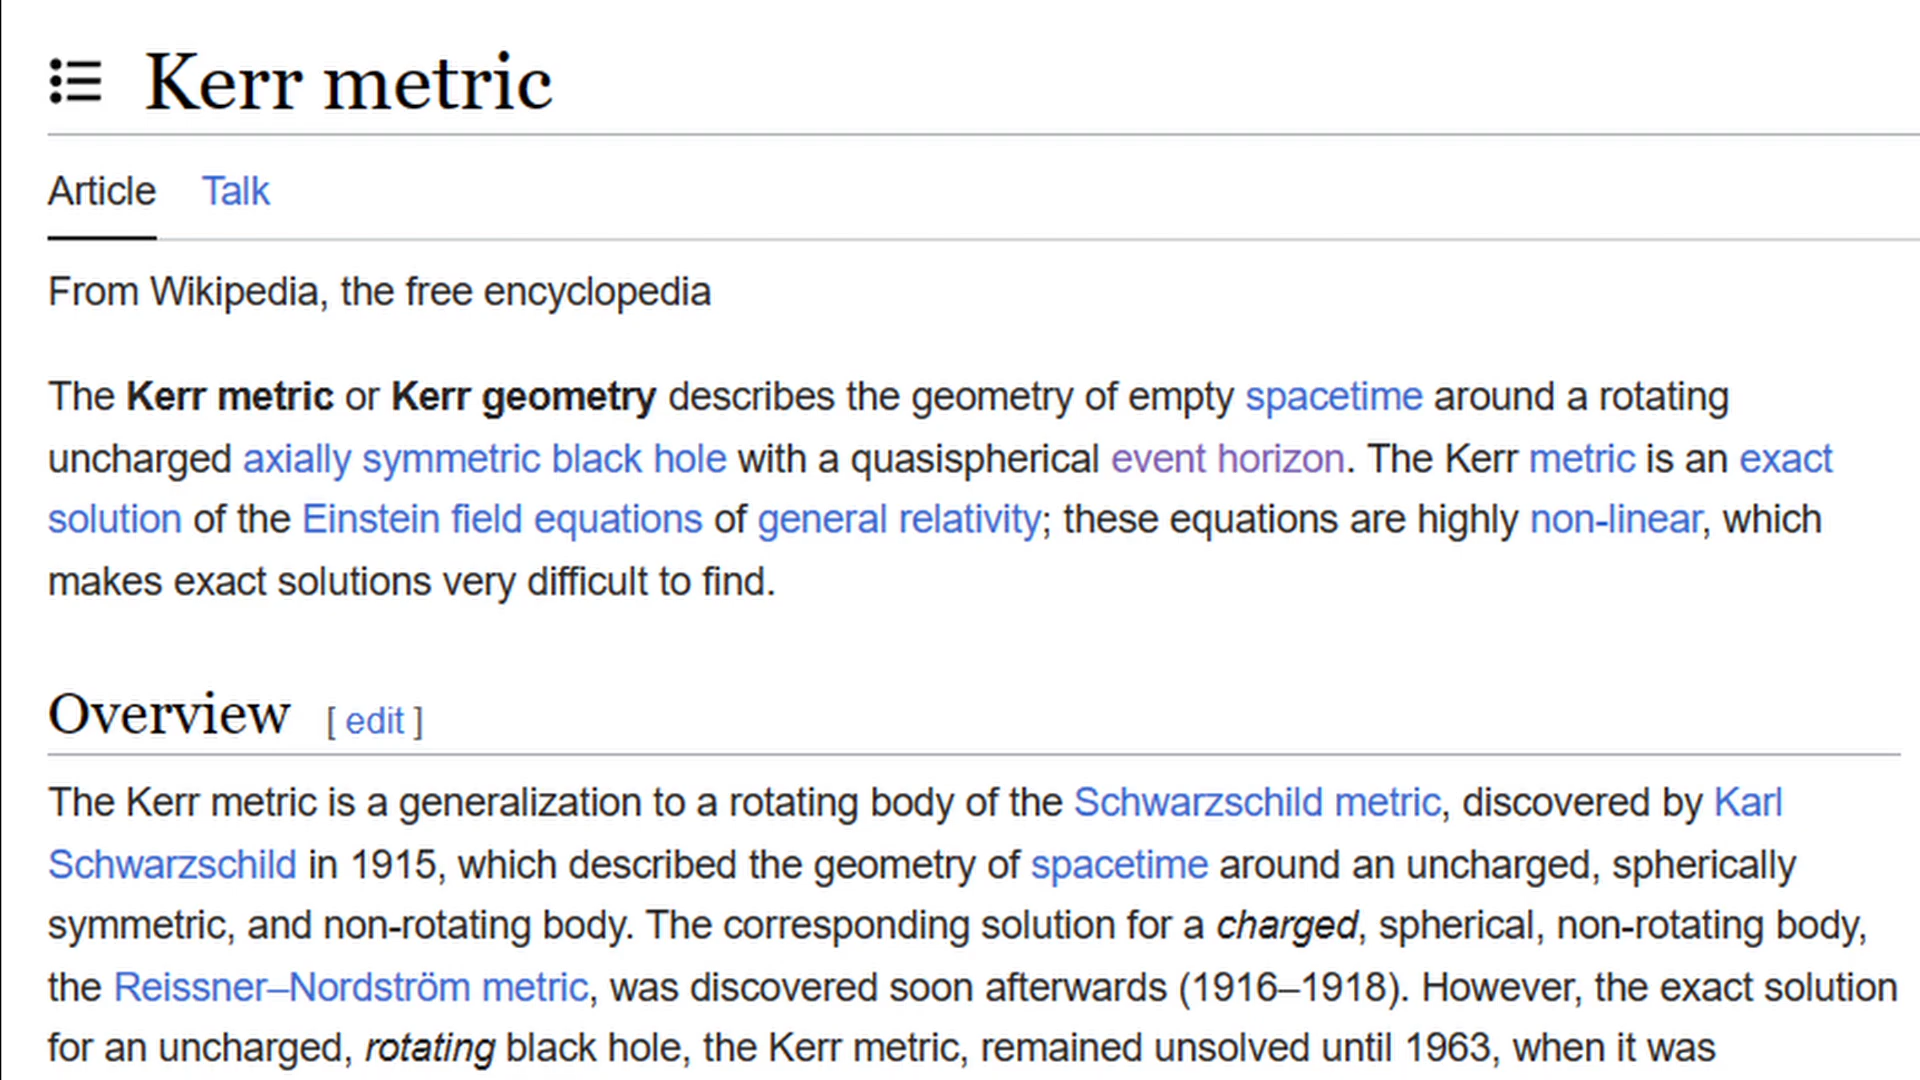 Kerr metric
Article Talk
From Wikipedia, the free encyclopedia
The Kerr metric or Kerr geometry describes the geometry of empty spacetime around a rotating
uncharged axially symmetric black hole with a quasispherical event horizon. The Kerr metric is an exact
solution of the Einstein field equations of general relativity; these equations are highly non-linear, which
makes exact solutions very difficult to find.
Overview [ edit ]
The Kerr metric is a generalization to a rotating body of the Schwarzschild metric, discovered by Karl
Schwarzschild in 1915, which described the geometry of spacetime around an uncharged, spherically
symmetric, and non-rotating body. The corresponding solution for a charged, spherical, non-rotating body,
the Reissner–Nordström metric, was discovered soon afterwards (1916–1918). However, the exact solution
for an uncharged, rotating black hole, the Kerr metric, remained unsolved until 1963, when it was